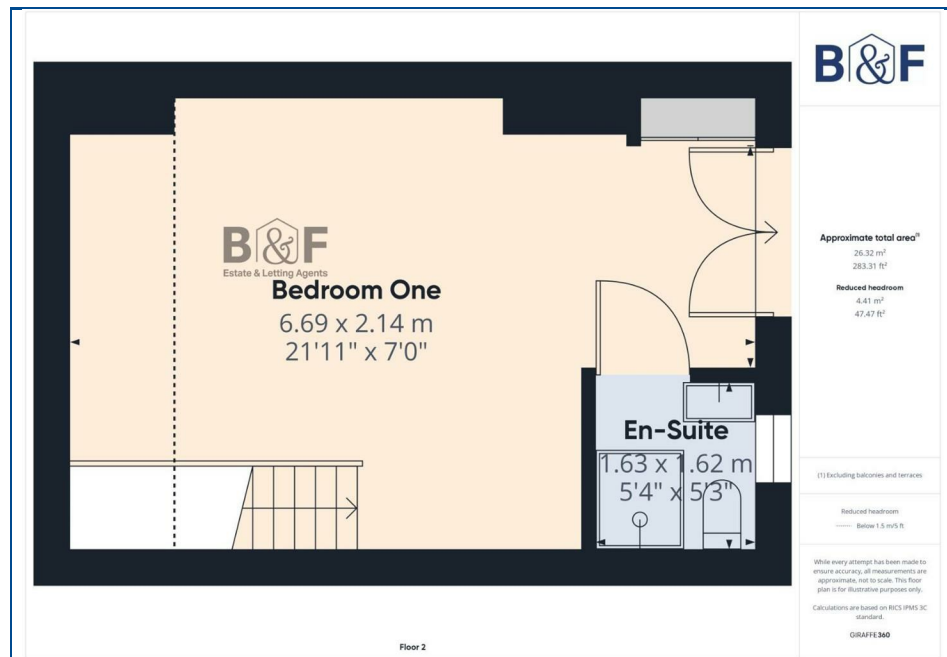 B&F
Estate & Letting Agents
Bedroom One
6.69 x 2.14 m
21'11" x 7'0"
En-Suite
1.63 x 1.62 m
5'4" x 5'3"
Floor 2
B&F
Approximate total area(1)
26.32 m²
283.31 ft²
Reduced headroom
4.41 m²
47.47 ft²
(1) Excluding balconies and terraces
Reduced headroom
Below 1.5 m/5 ft
While every attempt has been made to
ensure accuracy, all measurements are
approximate, not to scale. This floor
plan is for illustrative purposes only.
Calculations are based on RICS IPMS 3C
standard.
GIRAFFE360